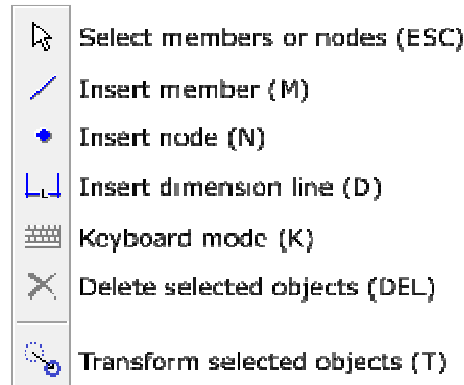 Select members or nodes (ESC)
Insert member (M)
Insert node (N)
L Insert dimension line (D)
Keyboard mode (K)
Delete selected objects (DEL)
Transform selected objects (T)